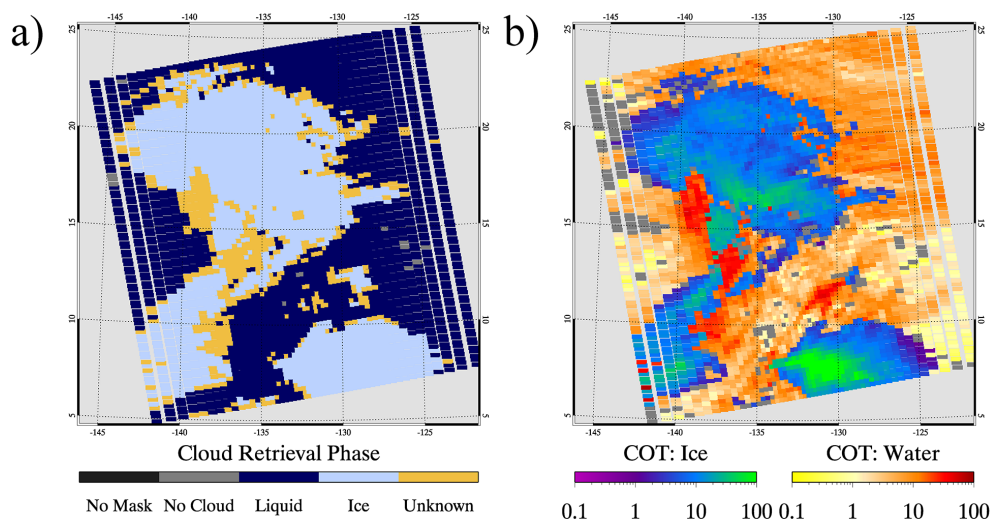 a)
-145 -140 -135 -130 -125
25 25
20 20
15 15
10 10
5 5
-145 -140 -135 -130 -125
Cloud Retrieval Phase
No Mask No Cloud Liquid Ice Unknown
b)
-145 -140 -135 -130 -125
25 25
20 20
15 15
10 10
5 5
-145 -140 -135 -130 -125
COT: Ice COT: Water
0.1 1 10 100 0.1 1 10 100